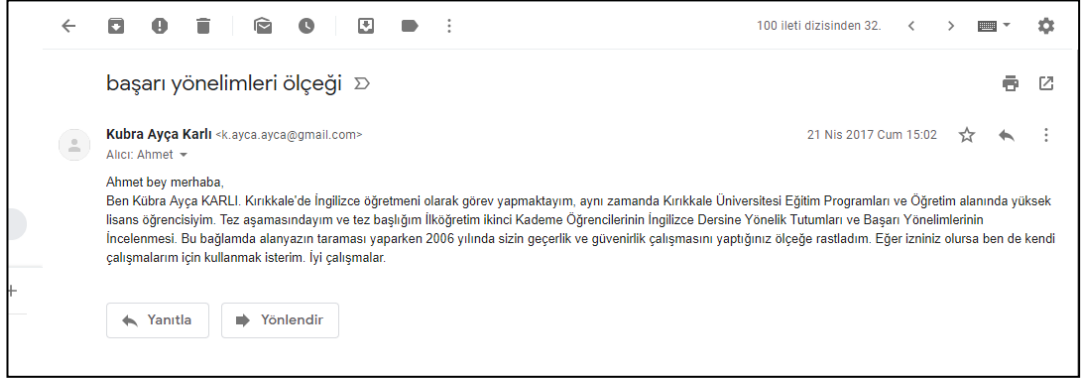 100 ileti dizisinden 32.
başarı yönelimleri ölçeği
Kubra Ayça Karlı <k.ayca.ayca@gmail.com>
21 Nis 2017 Cum 15:02
Alıcı: Ahmet
Ahmet bey merhaba,
Ben Kübra Ayça KARLI. Kırıkkale'de İngilizce öğretmeni olarak görev yapmaktayım, aynı zamanda Kırıkkale Üniversitesi Eğitim Programları ve Öğretim alanında yüksek
lisans öğrencisiyim. Tez aşamasındayım ve tez başlığım İlköğretim ikinci Kademe Öğrencilerinin İngilizce Dersine Yönelik Tutumları ve Başarı Yönelimlerinin
İncelenmesi. Bu bağlamda alanyazın taraması yaparken 2006 yılında sizin geçerlik ve güvenirlik çalışmasını yaptığınız ölçeğe rastladım. Eğer izniniz olursa ben de kendi
çalışmalarım için kullanmak isterim. İyi çalışmalar.
Yanıtla
Yönlendir